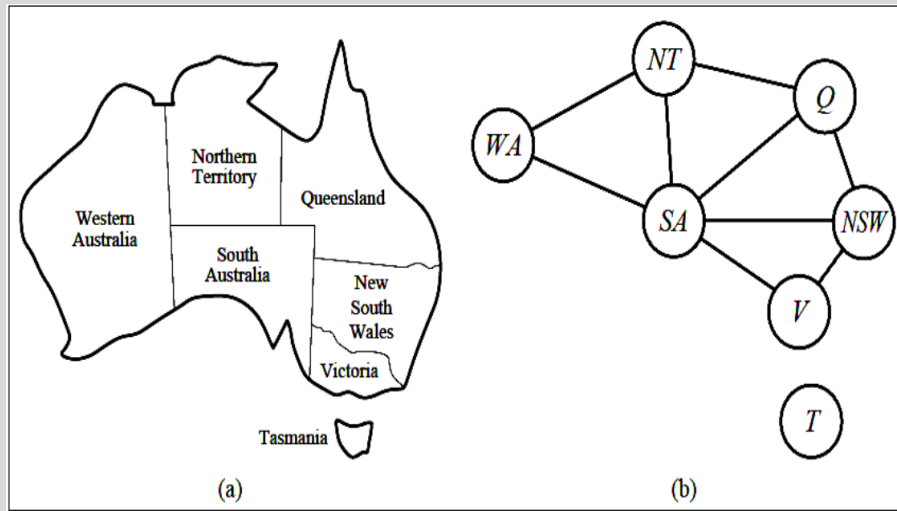 Northern
Territory
Western
Australia
Queensland
South
Australia
New
South
Wales
Victoria
Tasmania
(a)
NT
Q
WA
SA
NSW
V
T
(b)